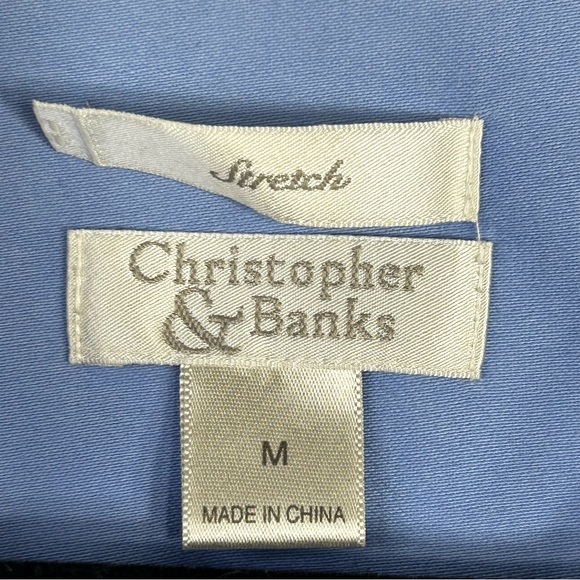 Stretch
Christopher
& Banks
M
MADE IN CHINA